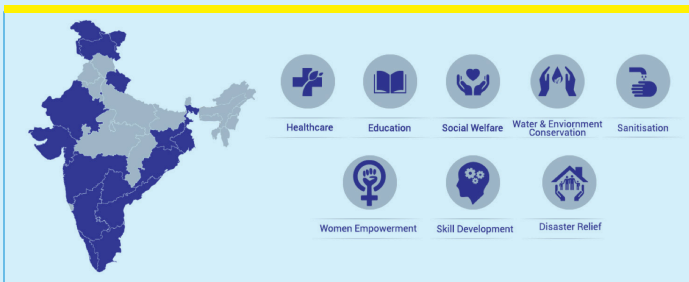 Healthcare
Education
Social Welfare
Water & Enviornment
Conservation
Sanitisation
Women Empowerment
Skill Development
Disaster Relief